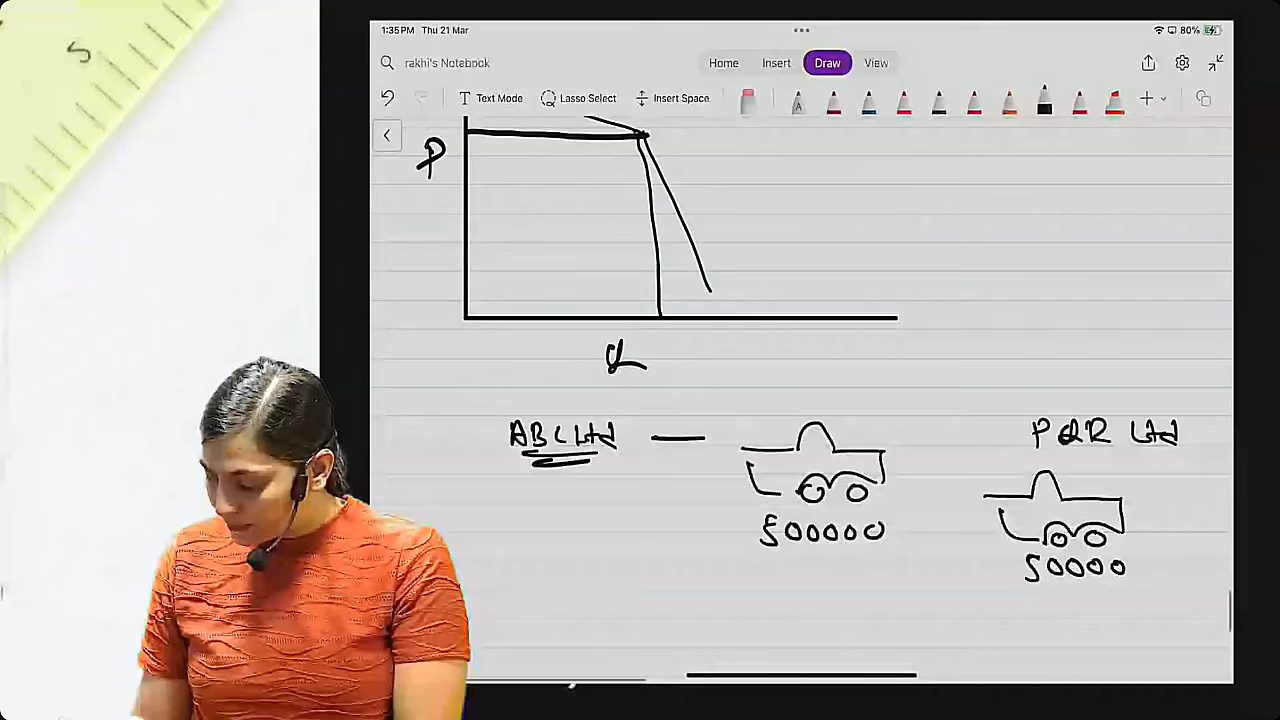 5
1:35 PM Thu 21 Mar
80%
rakhi's Notebook
Home Insert Draw View
Text Mode Lasso Select Insert Space
P
ABC Ltd — PQR Ltd
500000
50000